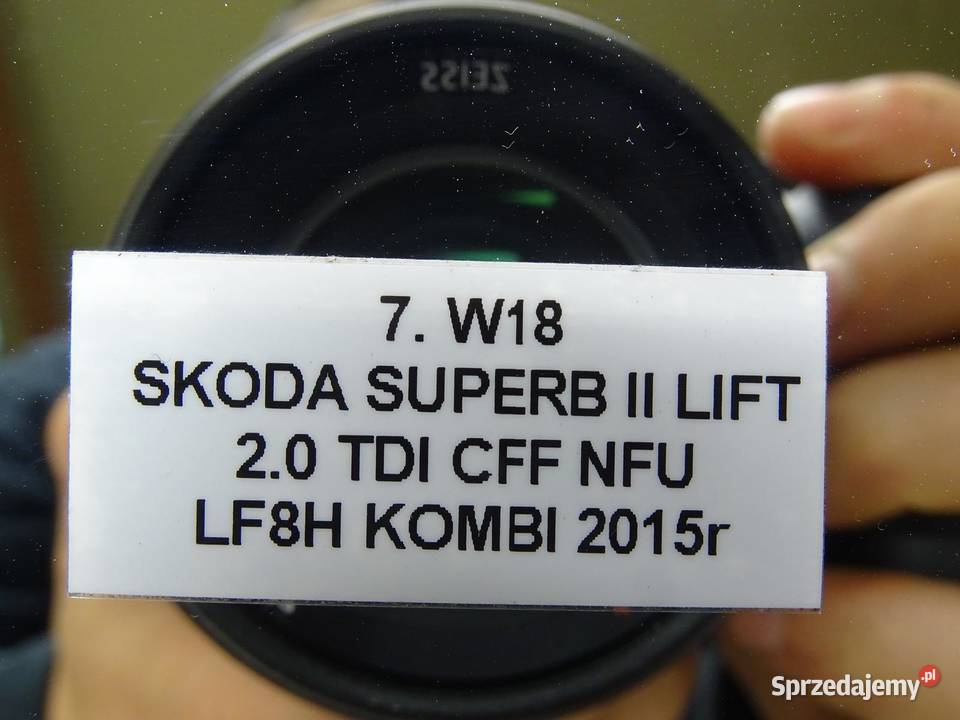 ZEISS
7. W18
SKODA SUPERB II LIFT
2.0 TDI CFF NFU
LF8H KOMBI 2015r
Sprzedajemy.pl